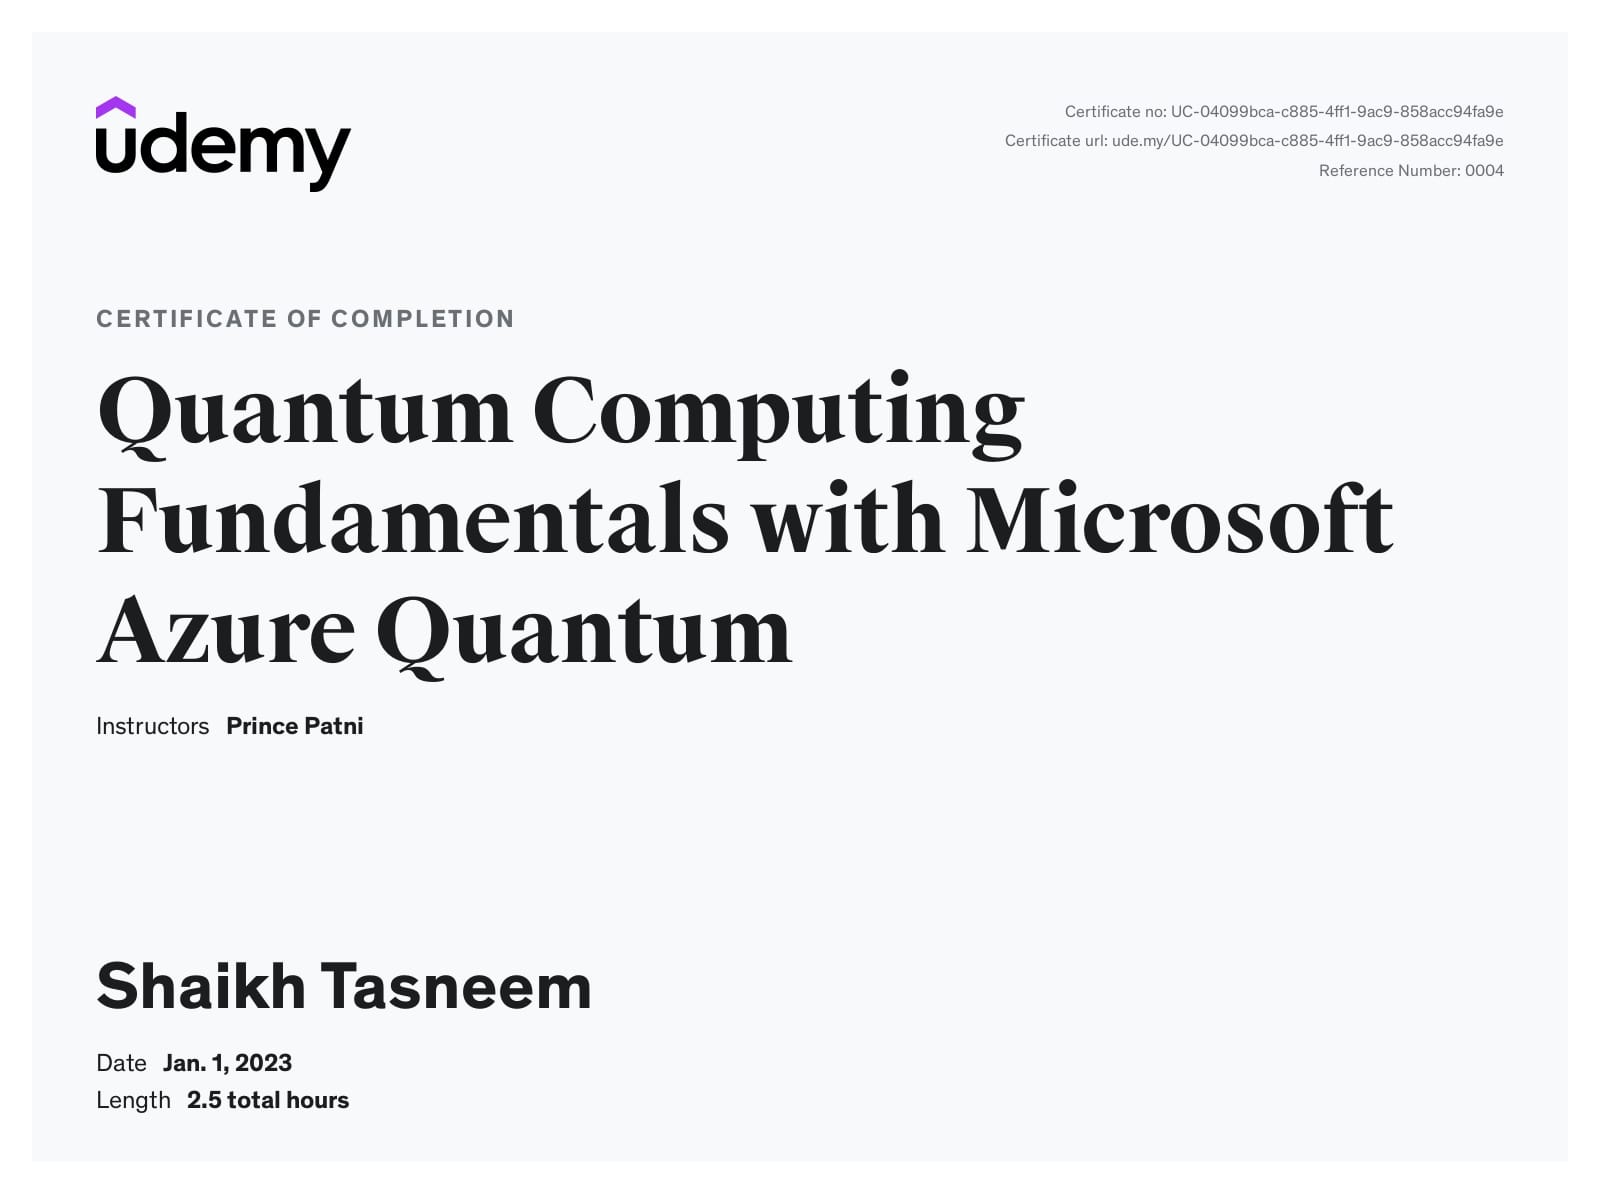 udemy
Certificate no: UC-04099bca-c885-4ff1-9ac9-858acc94fa9e
Certificate url: ude.my/UC-04099bca-c885-4ff1-9ac9-858acc94fa9e
Reference Number: 0004
CERTIFICATE OF COMPLETION
Quantum Computing
Fundamentals with Microsoft
Azure Quantum
Instructors Prince Patni
Shaikh Tasneem
Date Jan. 1, 2023
Length 2.5 total hours